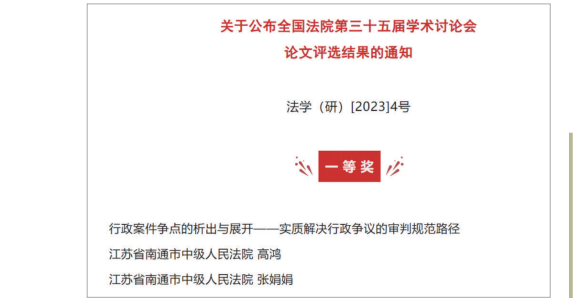 关于公布全国法院第三十五届学术讨论会
论文评选结果的通知
法学（研）[2023]4号
一等奖
行政案件争点的析出与展开——实质解决行政争议的审判规范路径
江苏省南通市中级人民法院 高鸿
江苏省南通市中级人民法院 张娟娟